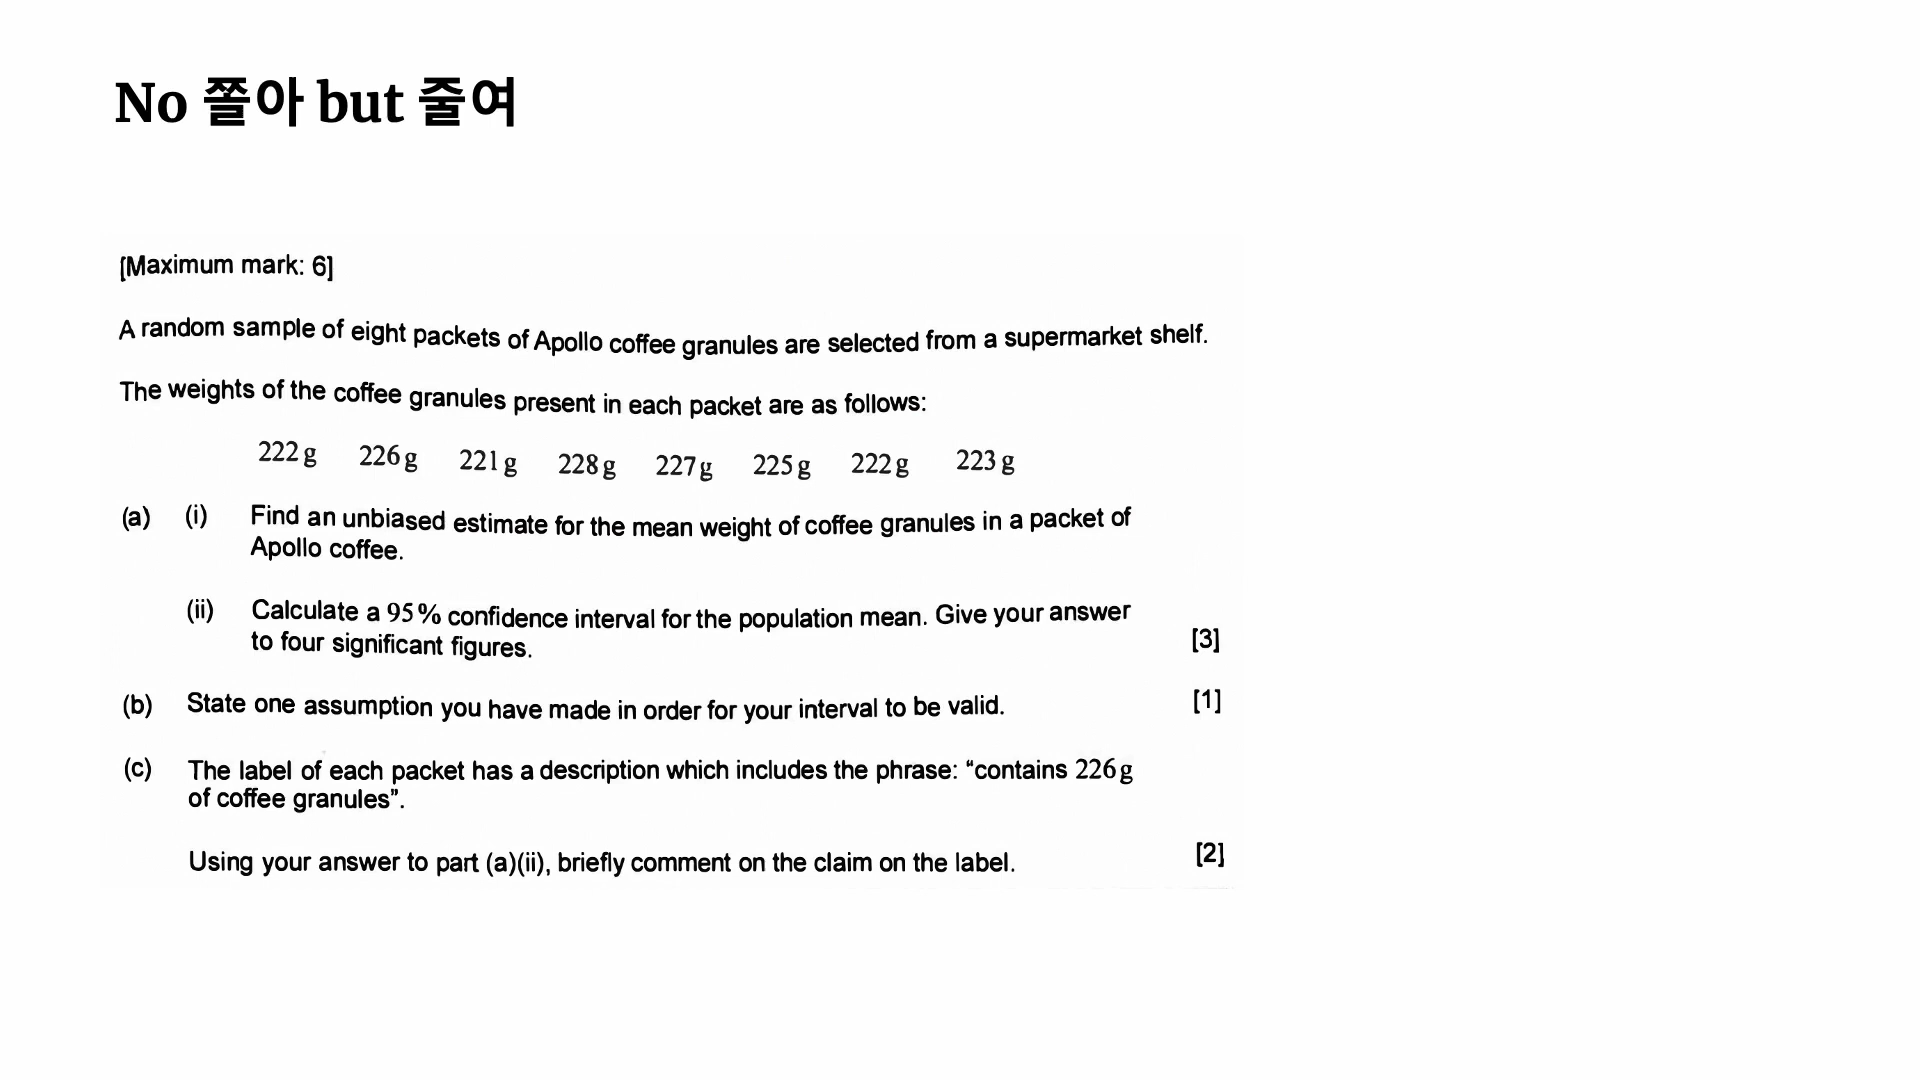 No 쫄아 but 줄여
[Maximum mark: 6]
A random sample of eight packets of Apollo coffee granules are selected from a supermarket shelf.
The weights of the coffee granules present in each packet are as follows:
222 g 226 g 221 g 228 g 227 g 225 g 222 g 223 g
(a) (i) Find an unbiased estimate for the mean weight of coffee granules in a packet of
Apollo coffee.
(ii) Calculate a 95 % confidence interval for the population mean. Give your answer
to four significant figures. [3]
(b) State one assumption you have made in order for your interval to be valid. [1]
(c) The label of each packet has a description which includes the phrase: “contains 226 g
of coffee granules”.
Using your answer to part (a)(ii), briefly comment on the claim on the label. [2]